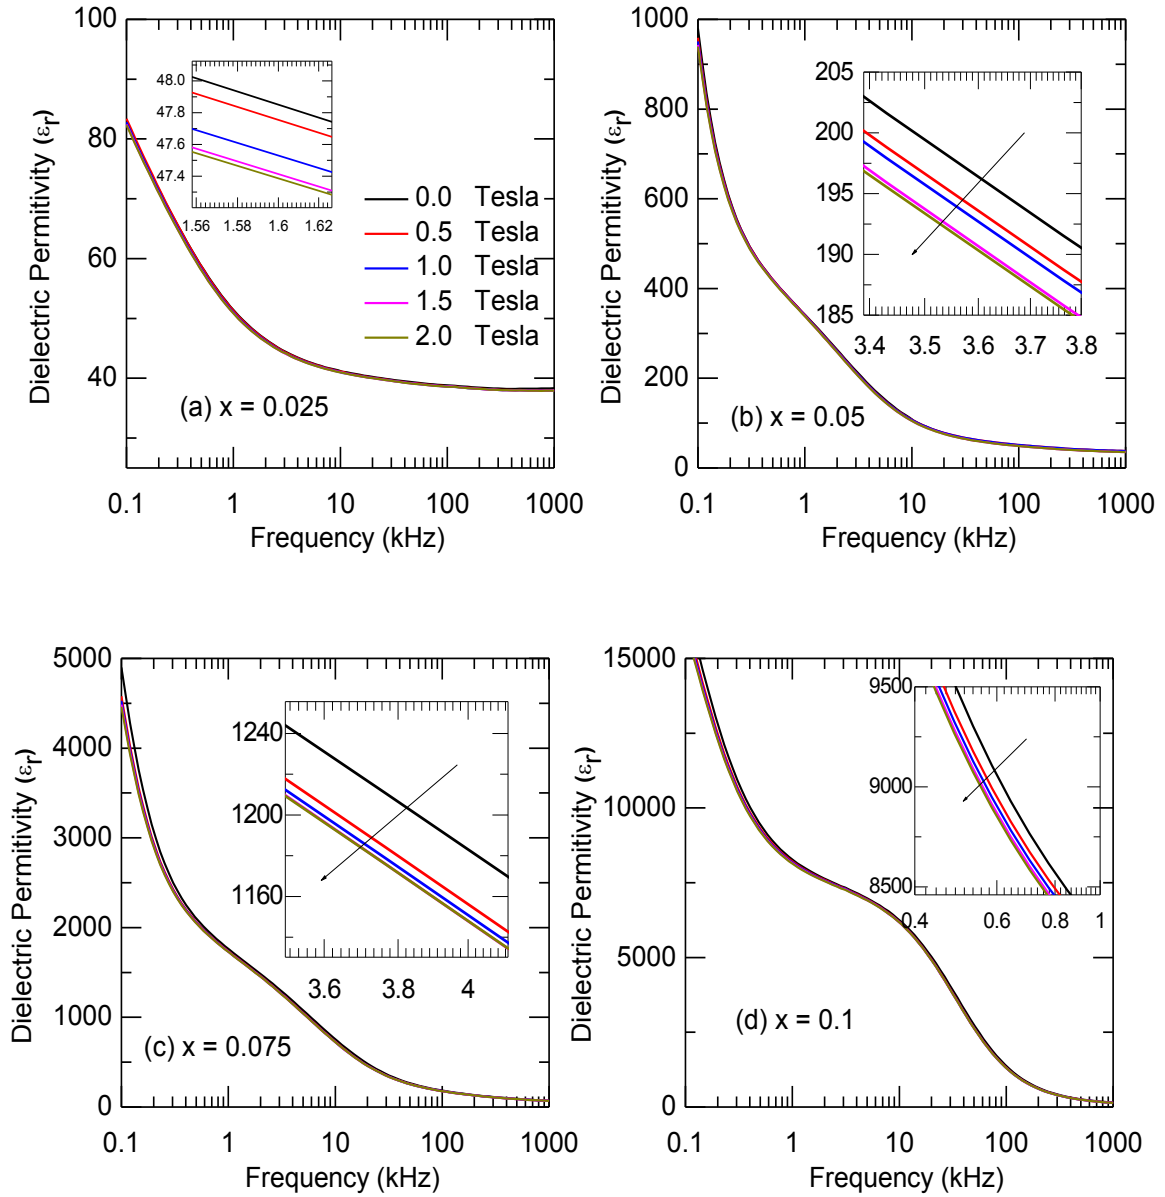 100
80
60
40
0.1 1 10 100 1000
Dielectric Permitivity (εr)
Frequency (kHz)
48.0
47.8
47.6
47.4
1.56 1.58 1.6 1.62
0.0 Tesla
0.5 Tesla
1.0 Tesla
1.5 Tesla
2.0 Tesla
(a) x = 0.025
1000
800
600
400
200
0
0.1 1 10 100 1000
Dielectric Permitivity (εr)
Frequency (kHz)
205
200
195
190
185
3.4 3.5 3.6 3.7 3.8
(b) x = 0.05
5000
4000
3000
2000
1000
0
0.1 1 10 100 1000
Dielectric Permitivity (εr)
Frequency (kHz)
1240
1200
1160
3.6 3.8 4
(c) x = 0.075
15000
10000
5000
0
0.1 1 10 100 1000
Dielectric Permitivity (εr)
Frequency (kHz)
9500
9000
8500
0.4 0.6 0.8 1
(d) x = 0.1